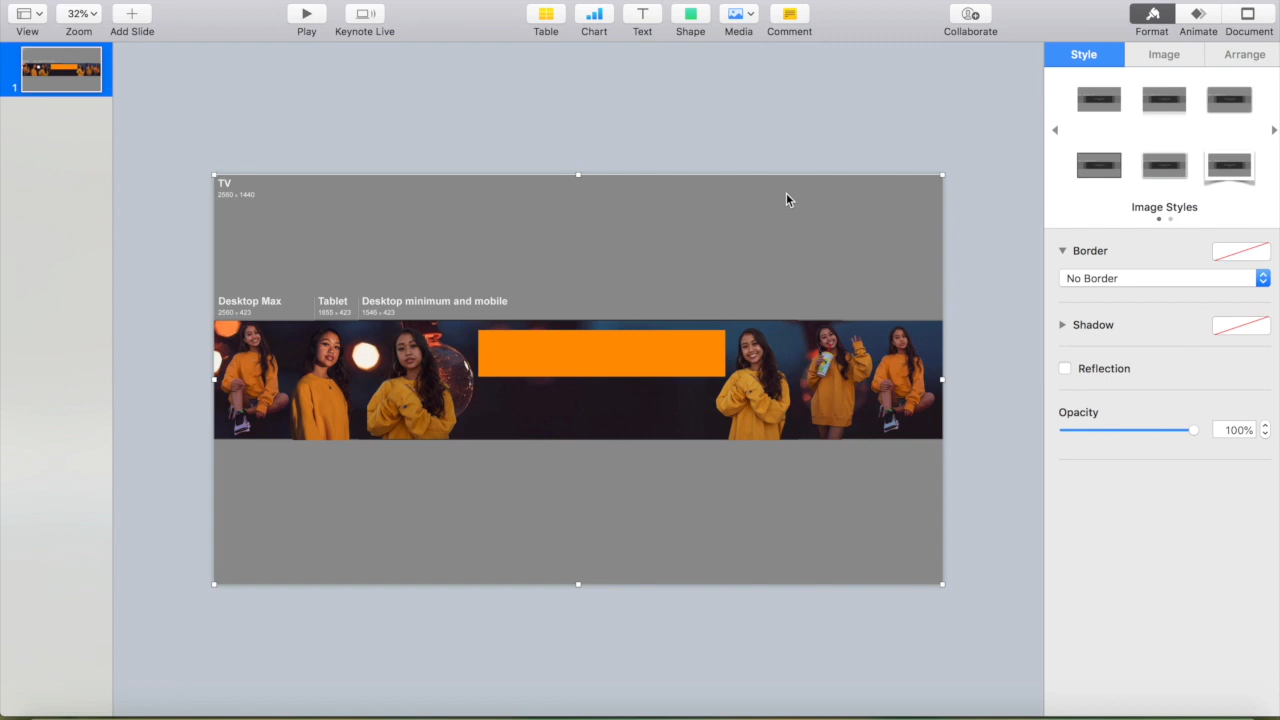 32%
View
Zoom
Add Slide
Play
Keynote Live
Table
Chart
Text
Shape
Media
Comment
Collaborate
Format
Animate
Document
1
Style
Image
Arrange
Image Styles
Border
No Border
Shadow
Reflection
Opacity
100%
TV
2560 x 1440
Desktop Max
2560 x 423
Tablet
1855 x 423
Desktop minimum and mobile
1546 x 423